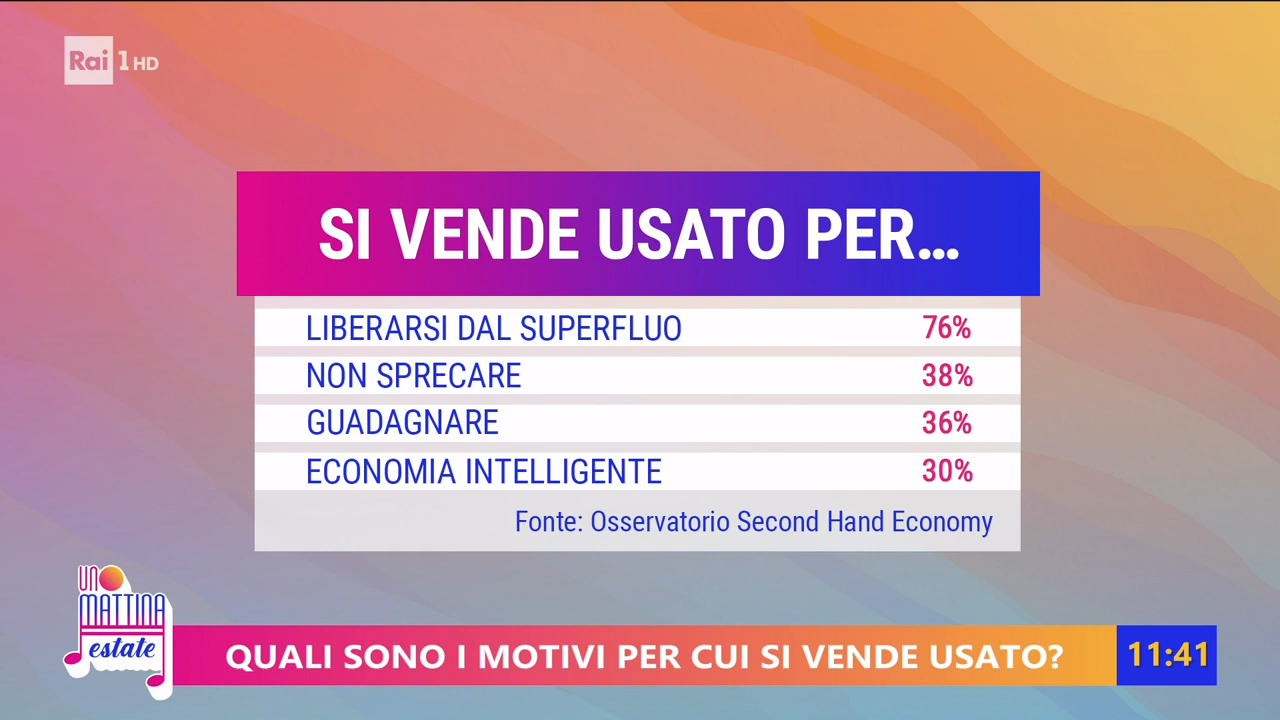 Rai 1 HD
SI VENDE USATO PER...
LIBERARSI DAL SUPERFLUO 76%
NON SPRECARE 38%
GUADAGNARE 36%
ECONOMIA INTELLIGENTE 30%
Fonte: Osservatorio Second Hand Economy
UNO
MATTINA
estate
QUALI SONO I MOTIVI PER CUI SI VENDE USATO? 11:41